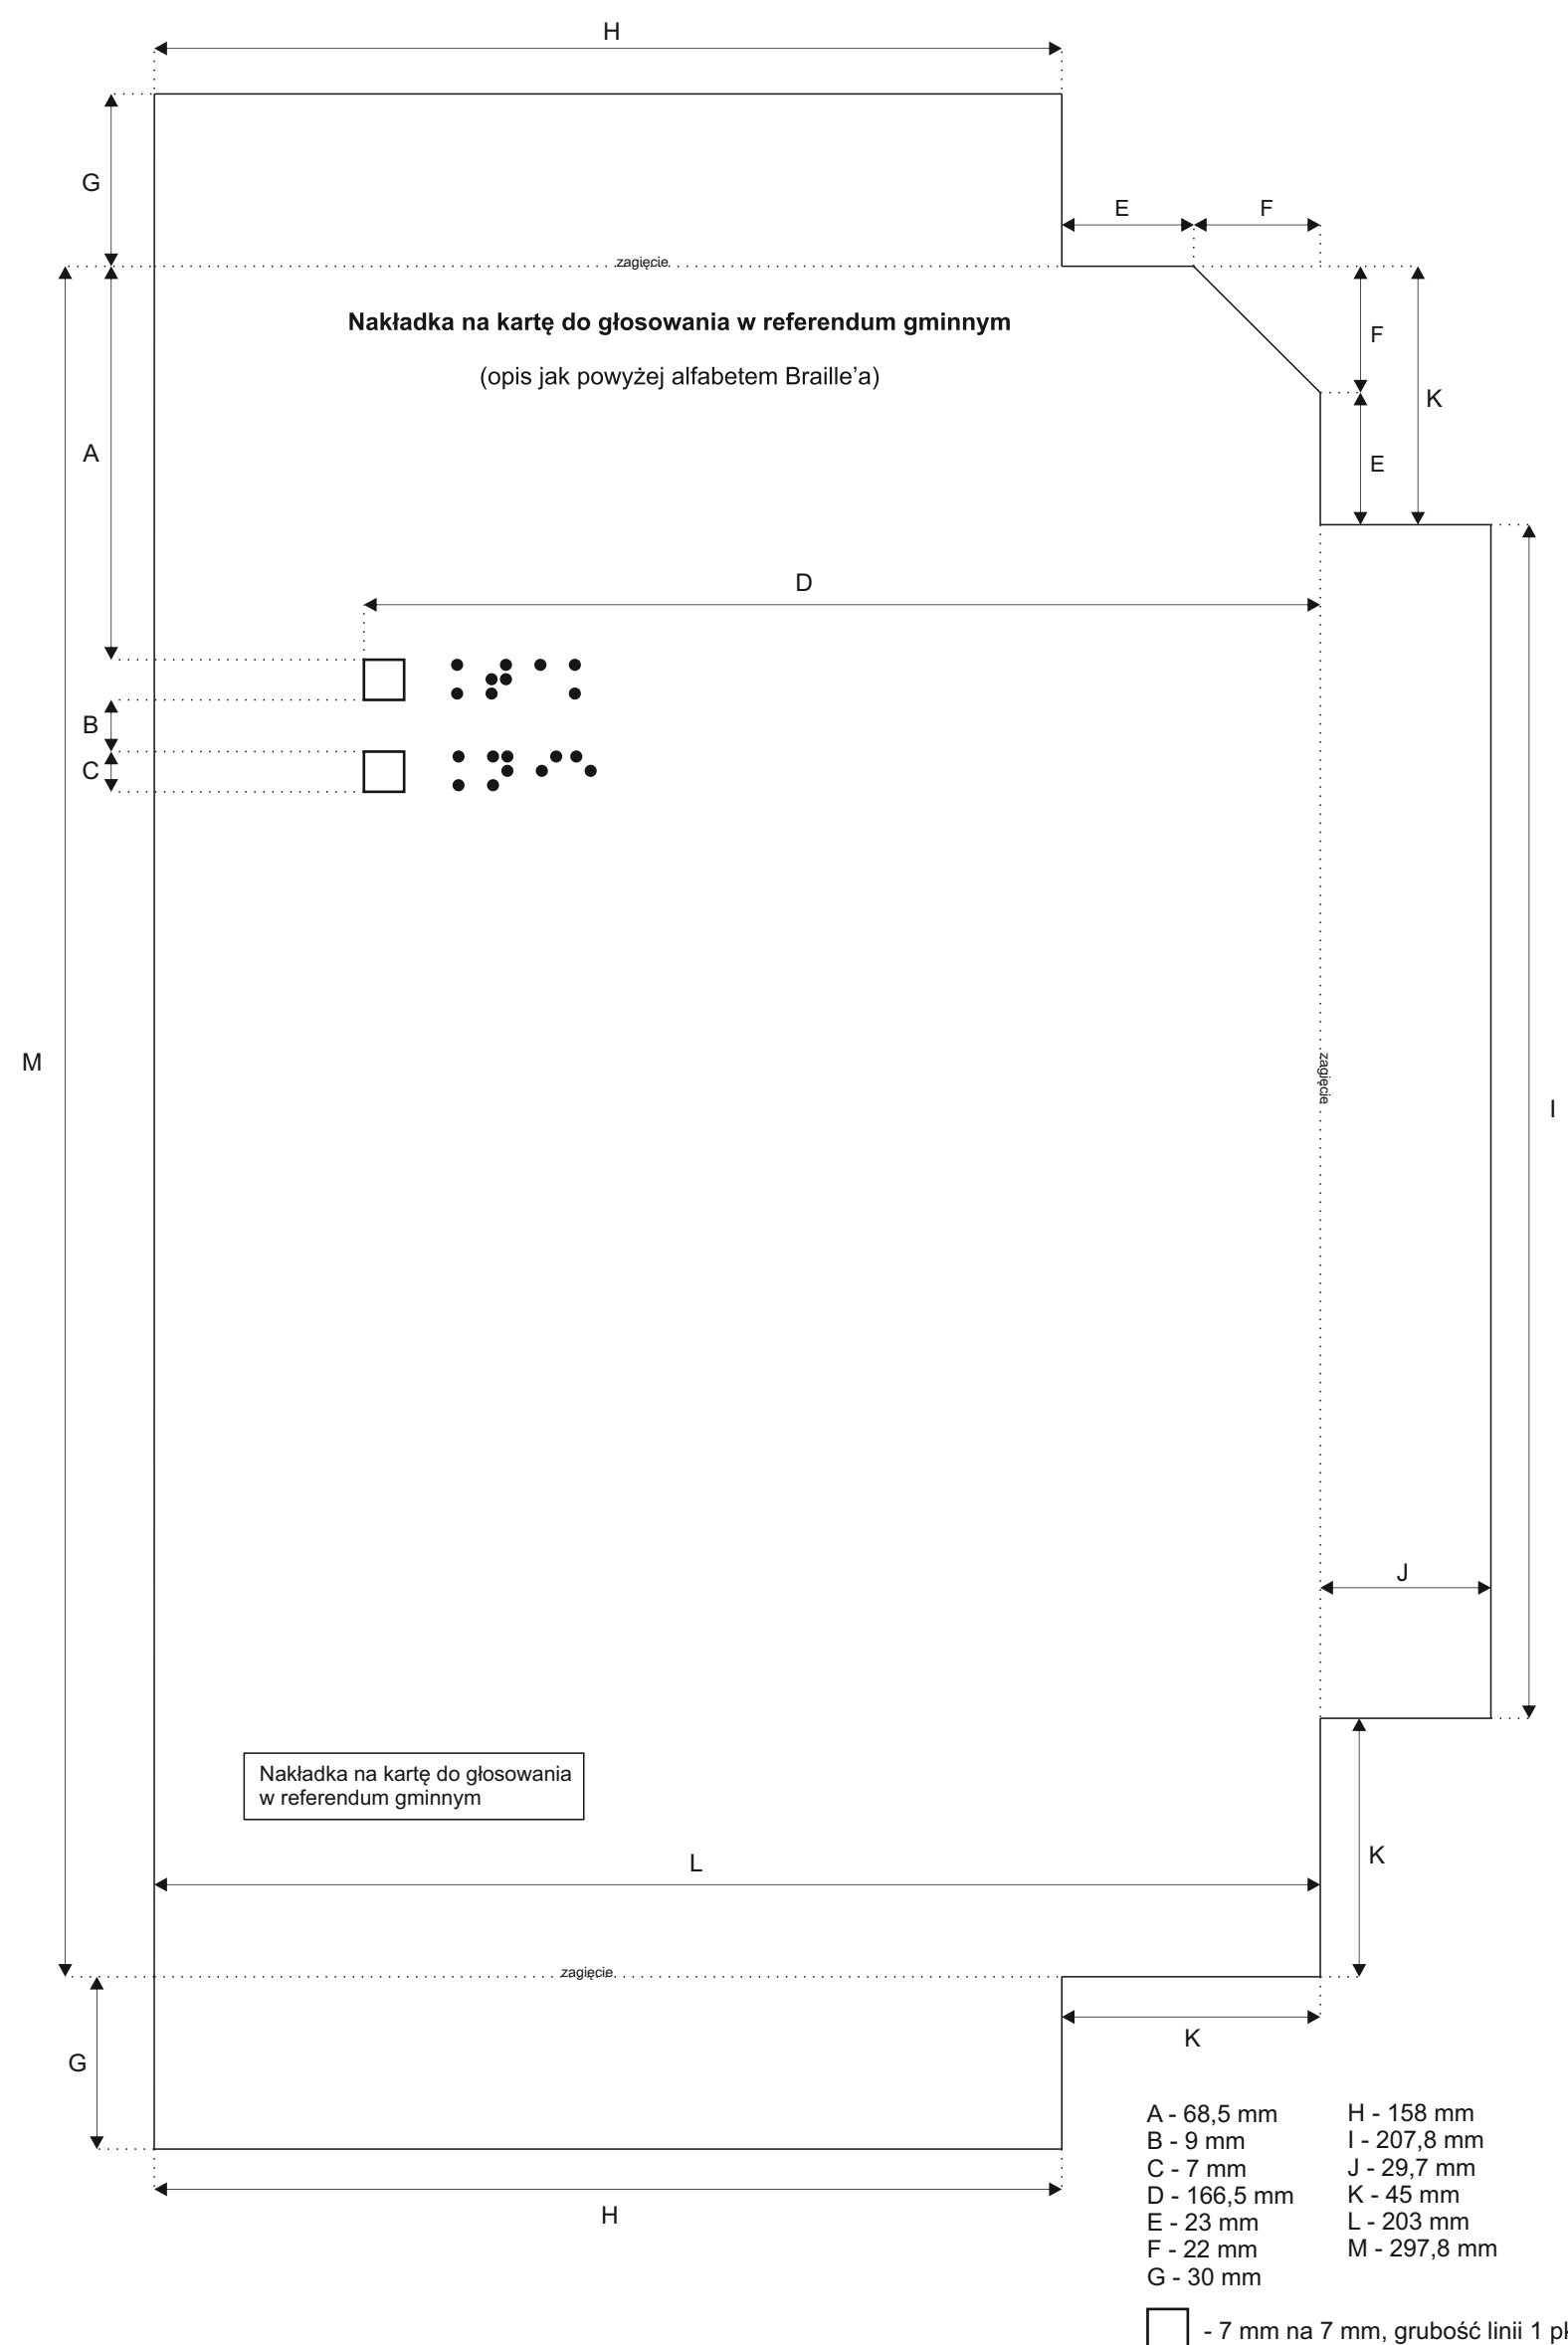 H
G
E
F
zagięcie
Nakładka na kartę do głosowania w referendum gminnym
F
(opis jak powyżej alfabetem Braille’a)
K
A
E
D
B
C
M
zagięcie
I
J
Nakładka na kartę do głosowania
w referendum gminnym
K
L
zagięcie
K
G
H
A - 68,5 mm
B - 9 mm
C - 7 mm
D - 166,5 mm
E - 23 mm
F - 22 mm
G - 30 mm
H - 158 mm
I - 207,8 mm
J - 29,7 mm
K - 45 mm
L - 203 mm
M - 297,8 mm
- 7 mm na 7 mm, grubość linii 1